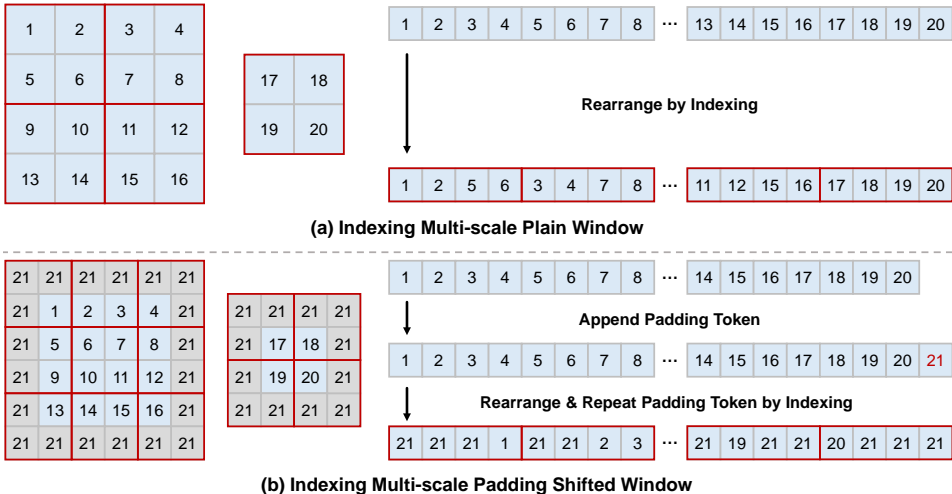 1 2 3 4
5 6 7 8
9 10 11 12
13 14 15 16
17 18
19 20
1 2 3 4 5 6 7 8 ... 13 14 15 16 17 18 19 20
Rearrange by Indexing
1 2 5 6 3 4 7 8 ... 11 12 15 16 17 18 19 20
(a) Indexing Multi-scale Plain Window
21 21 21 21 21 21
21 1 2 3 4 21
21 5 6 7 8 21
21 9 10 11 12 21
21 13 14 15 16 21
21 21 21 21 21 21
21 21 21 21
21 17 18 21
21 19 20 21
21 21 21 21
1 2 3 4 5 6 7 8 ... 14 15 16 17 18 19 20
Append Padding Token
1 2 3 4 5 6 7 8 ... 14 15 16 17 18 19 20 21
Rearrange & Repeat Padding Token by Indexing
21 21 21 1 21 21 2 3 ... 21 19 21 21 20 21 21 21
(b) Indexing Multi-scale Padding Shifted Window